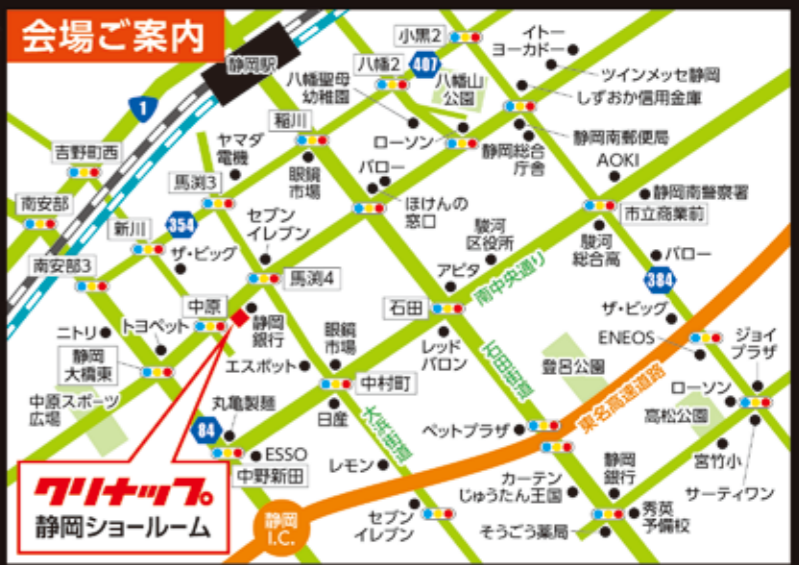 会場ご案内
静岡駅
小黒2
イトー
ヨーカドー
八幡2
407
八幡聖母
幼稚園
八幡山
公園
ツインメッセ静岡
しずおか信用金庫
1
稲川
ローソン
静岡総合
庁舎
静岡南郵便局
AOKI
吉野町西
ヤマダ
電機
眼鏡
市場
バロー
馬渕3
静岡南警察署
南安部
新川
354
セブン
イレブン
ほけんの
窓口
市立商業前
ザ・ビッグ
駿河
区役所
駿河
総合高
バロー
南安部3
馬渕4
アピタ
南中央通り
384
中原
静岡
銀行
石田
ザ・ビッグ
ニトリ
トヨペット
眼鏡
市場
レッド
バロン
石田街道
ENEOS
ジョイ
プラザ
静岡
大橋東
エスポット
登呂公園
中村町
東名高速道路
ローソン
中原スポーツ
広場
丸亀製麺
日産
大浜街道
高松公園
84
ESSO
ペットプラザ
中野新田
レモン
宮竹小
クリナップ
静岡ショールーム
カーテン
じゅうたん王国
静岡
銀行
サーティワン
静岡
I.C.
セブン
イレブン
そうごう薬局
秀英
予備校